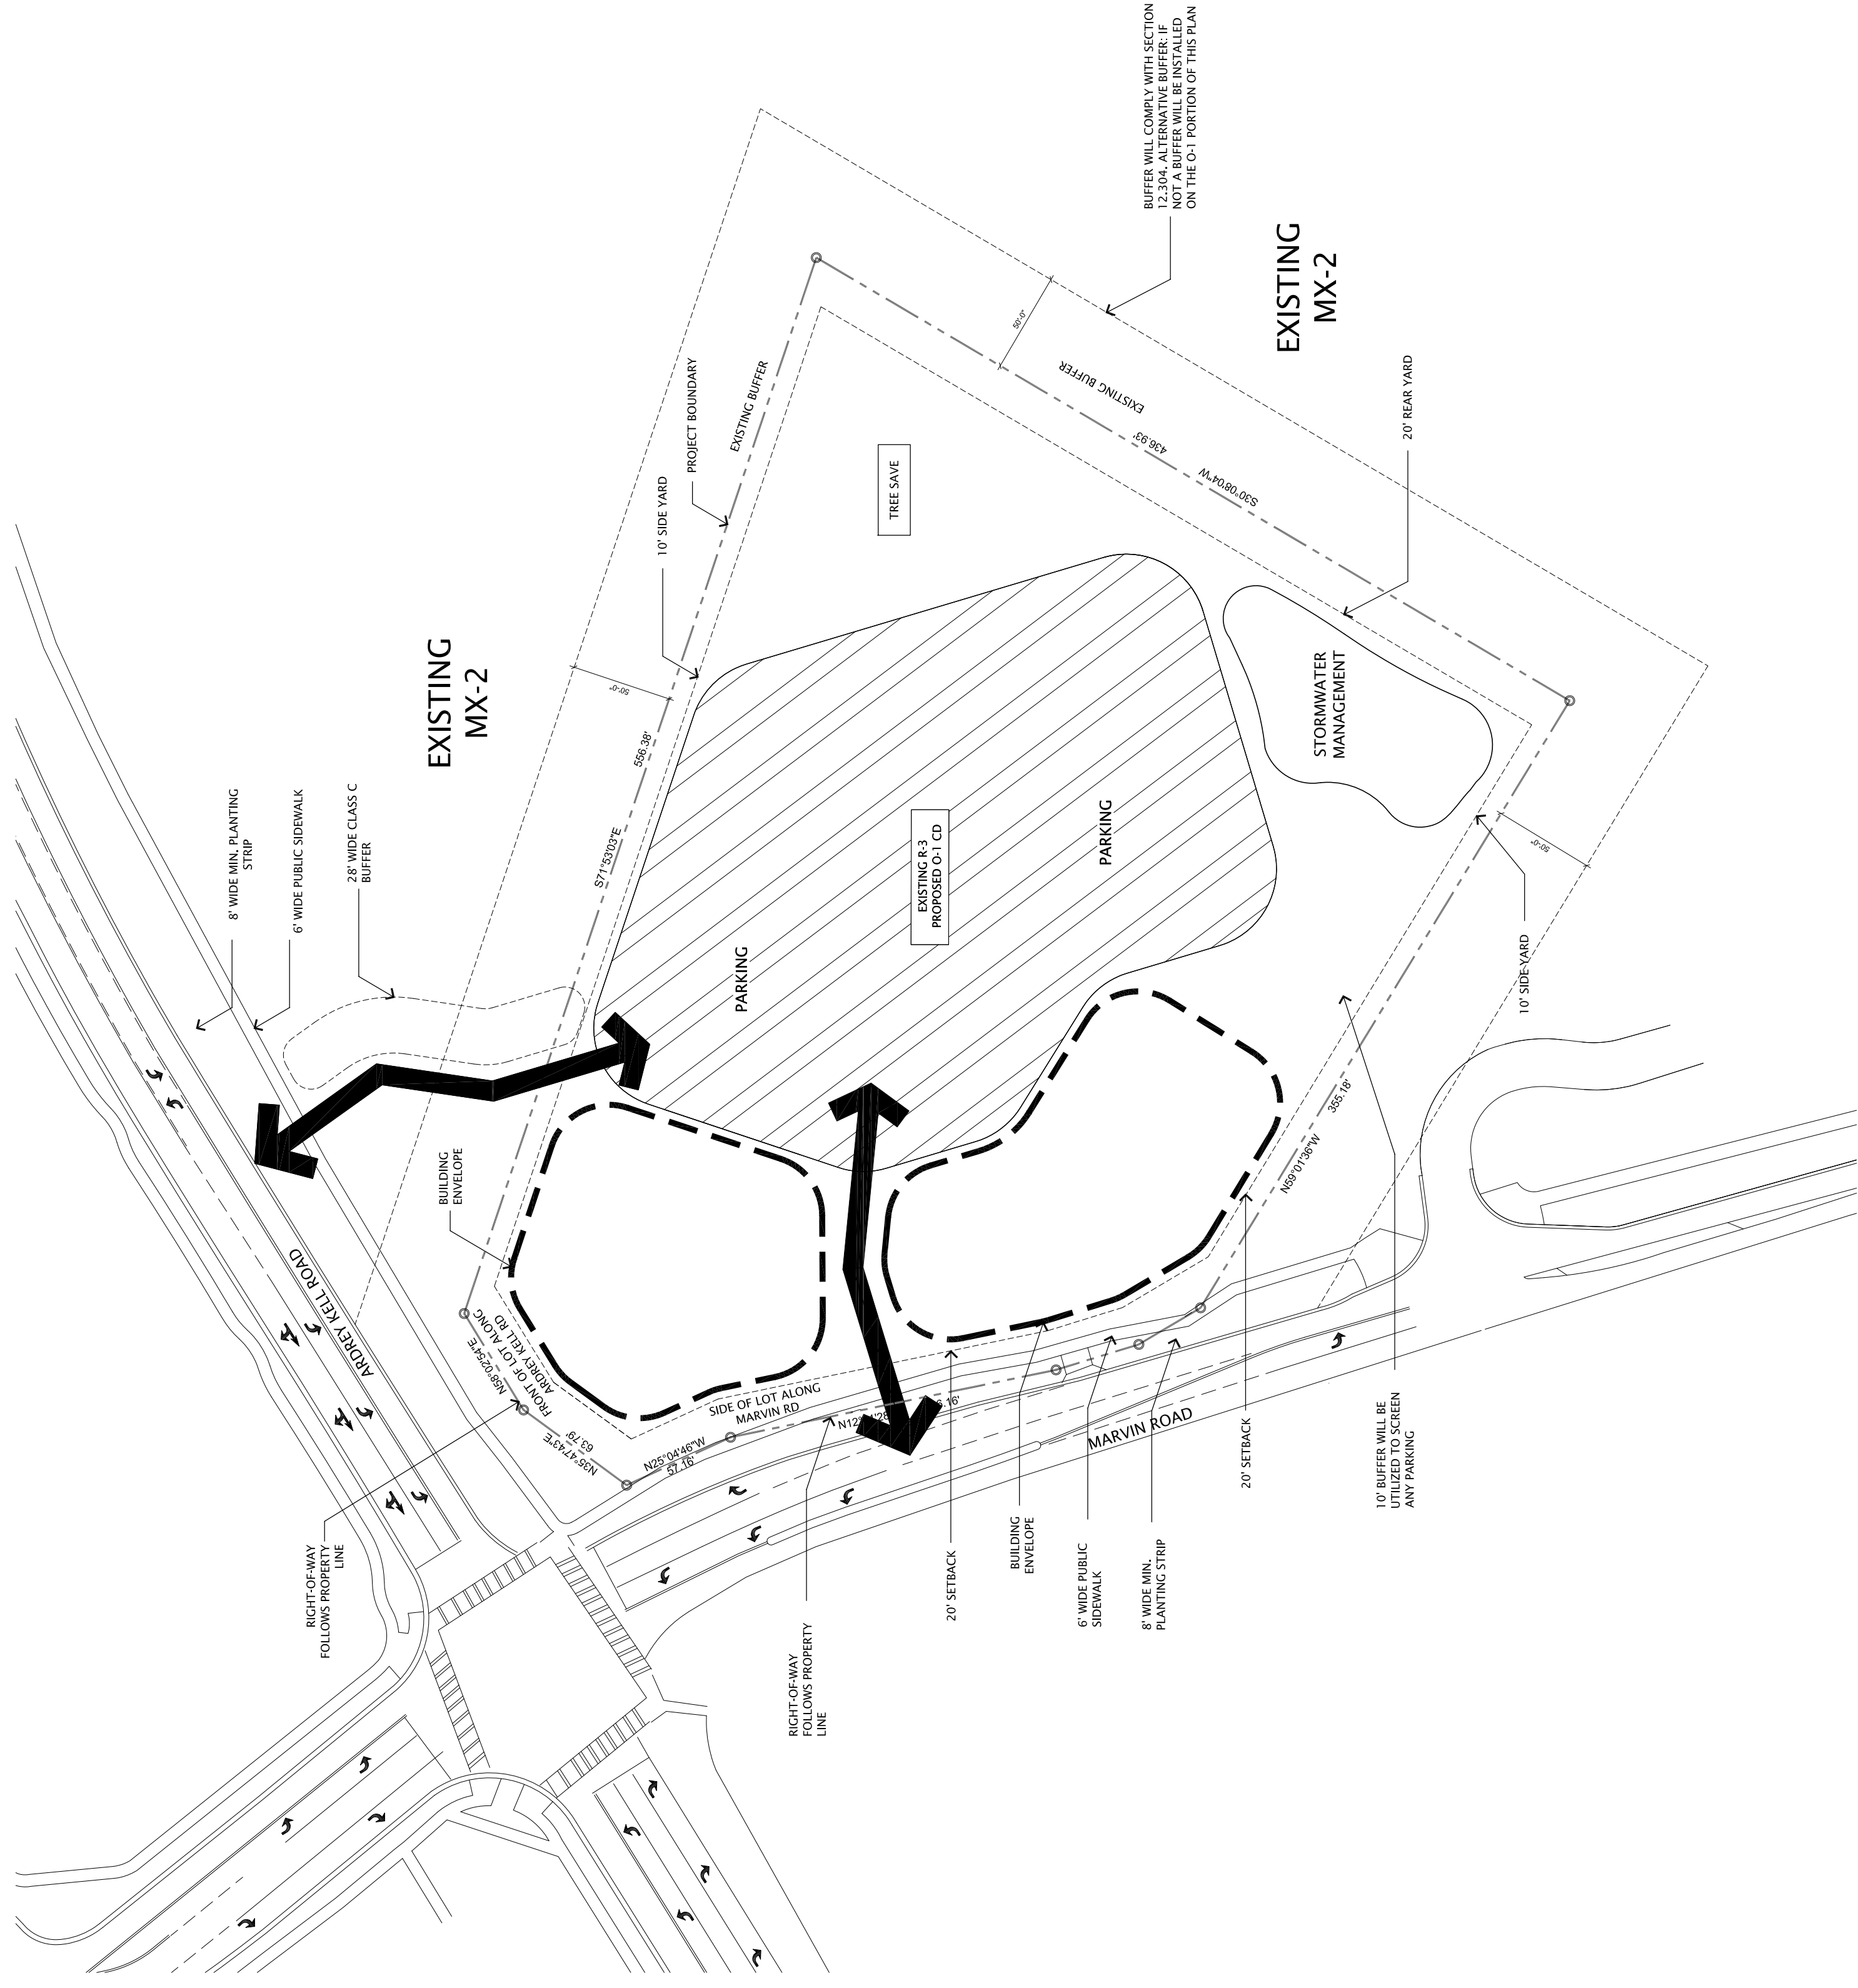 BUFFER WILL COMPLY WITH SECTION
12.304. ALTERNATIVE BUFFER: IF
NOT A BUFFER WILL BE INSTALLED
ON THE O-1 PORTION OF THIS PLAN
EXISTING
MX-2
50'-0"
EXISTING BUFFER
436.93'
S30°08'04"W
20' REAR YARD
PROJECT BOUNDARY
EXISTING BUFFER
10' SIDE YARD
TREE SAVE
EXISTING
MX-2
50'-0"
556.38'
S71°53'03"E
8' WIDE MIN. PLANTING
STRIP
6' WIDE PUBLIC SIDEWALK
28' WIDE CLASS C
BUFFER
STORMWATER
MANAGEMENT
PARKING
EXISTING R-3
PROPOSED O-1 CD
PARKING
50'-0"
10' SIDE YARD
BUILDING
ENVELOPE
ARDREY KELL ROAD
N58°02'54"E
FRONT OF LOT ALONG
ARDREY KELL RD
N35°47'43"E
63.79'
SIDE OF LOT ALONG
MARVIN RD
N25°04'46"W
57.16'
355.18'
N59°01'36"W
MARVIN ROAD
RIGHT-OF-WAY
FOLLOWS PROPERTY
LINE
RIGHT-OF-WAY
FOLLOWS PROPERTY
LINE
20' SETBACK
BUILDING
ENVELOPE
6' WIDE PUBLIC
SIDEWALK
8' WIDE MIN.
PLANTING STRIP
20' SETBACK
10' BUFFER WILL BE
UTILIZED TO SCREEN
ANY PARKING